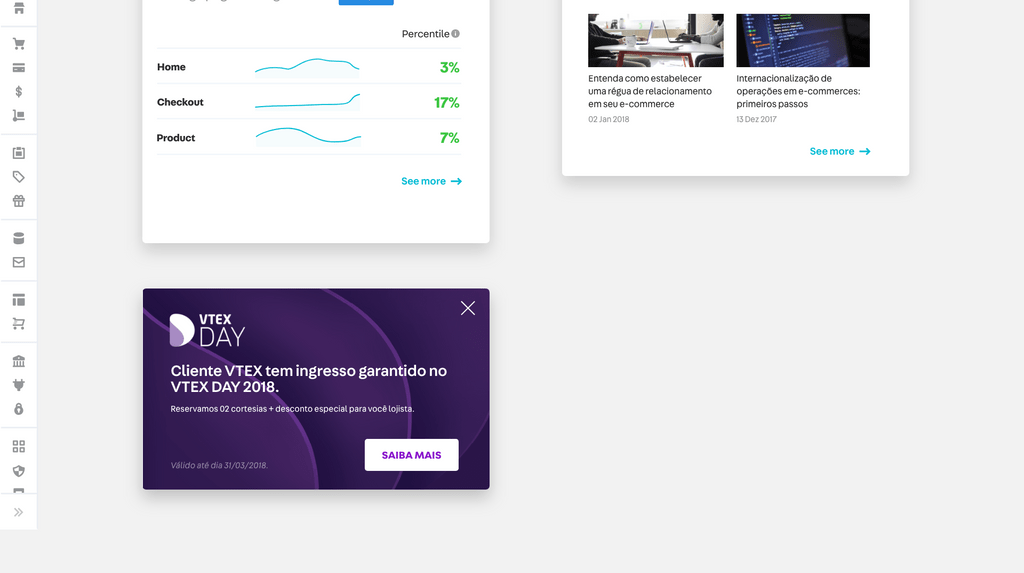 Percentile
Home
3%
Checkout
17%
Product
7%
See more
Entenda como estabelecer
uma régua de relacionamento
em seu e-commerce
02 Jan 2018
Internacionalização de
operações em e-commerces:
primeiros passos
13 Dez 2017
See more
VTEX
DAY
Cliente VTEX tem ingresso garantido no
VTEX DAY 2018.
Reservamos 02 cortesias + desconto especial para você lojista.
Válido até dia 31/03/2018.
SAIBA MAIS